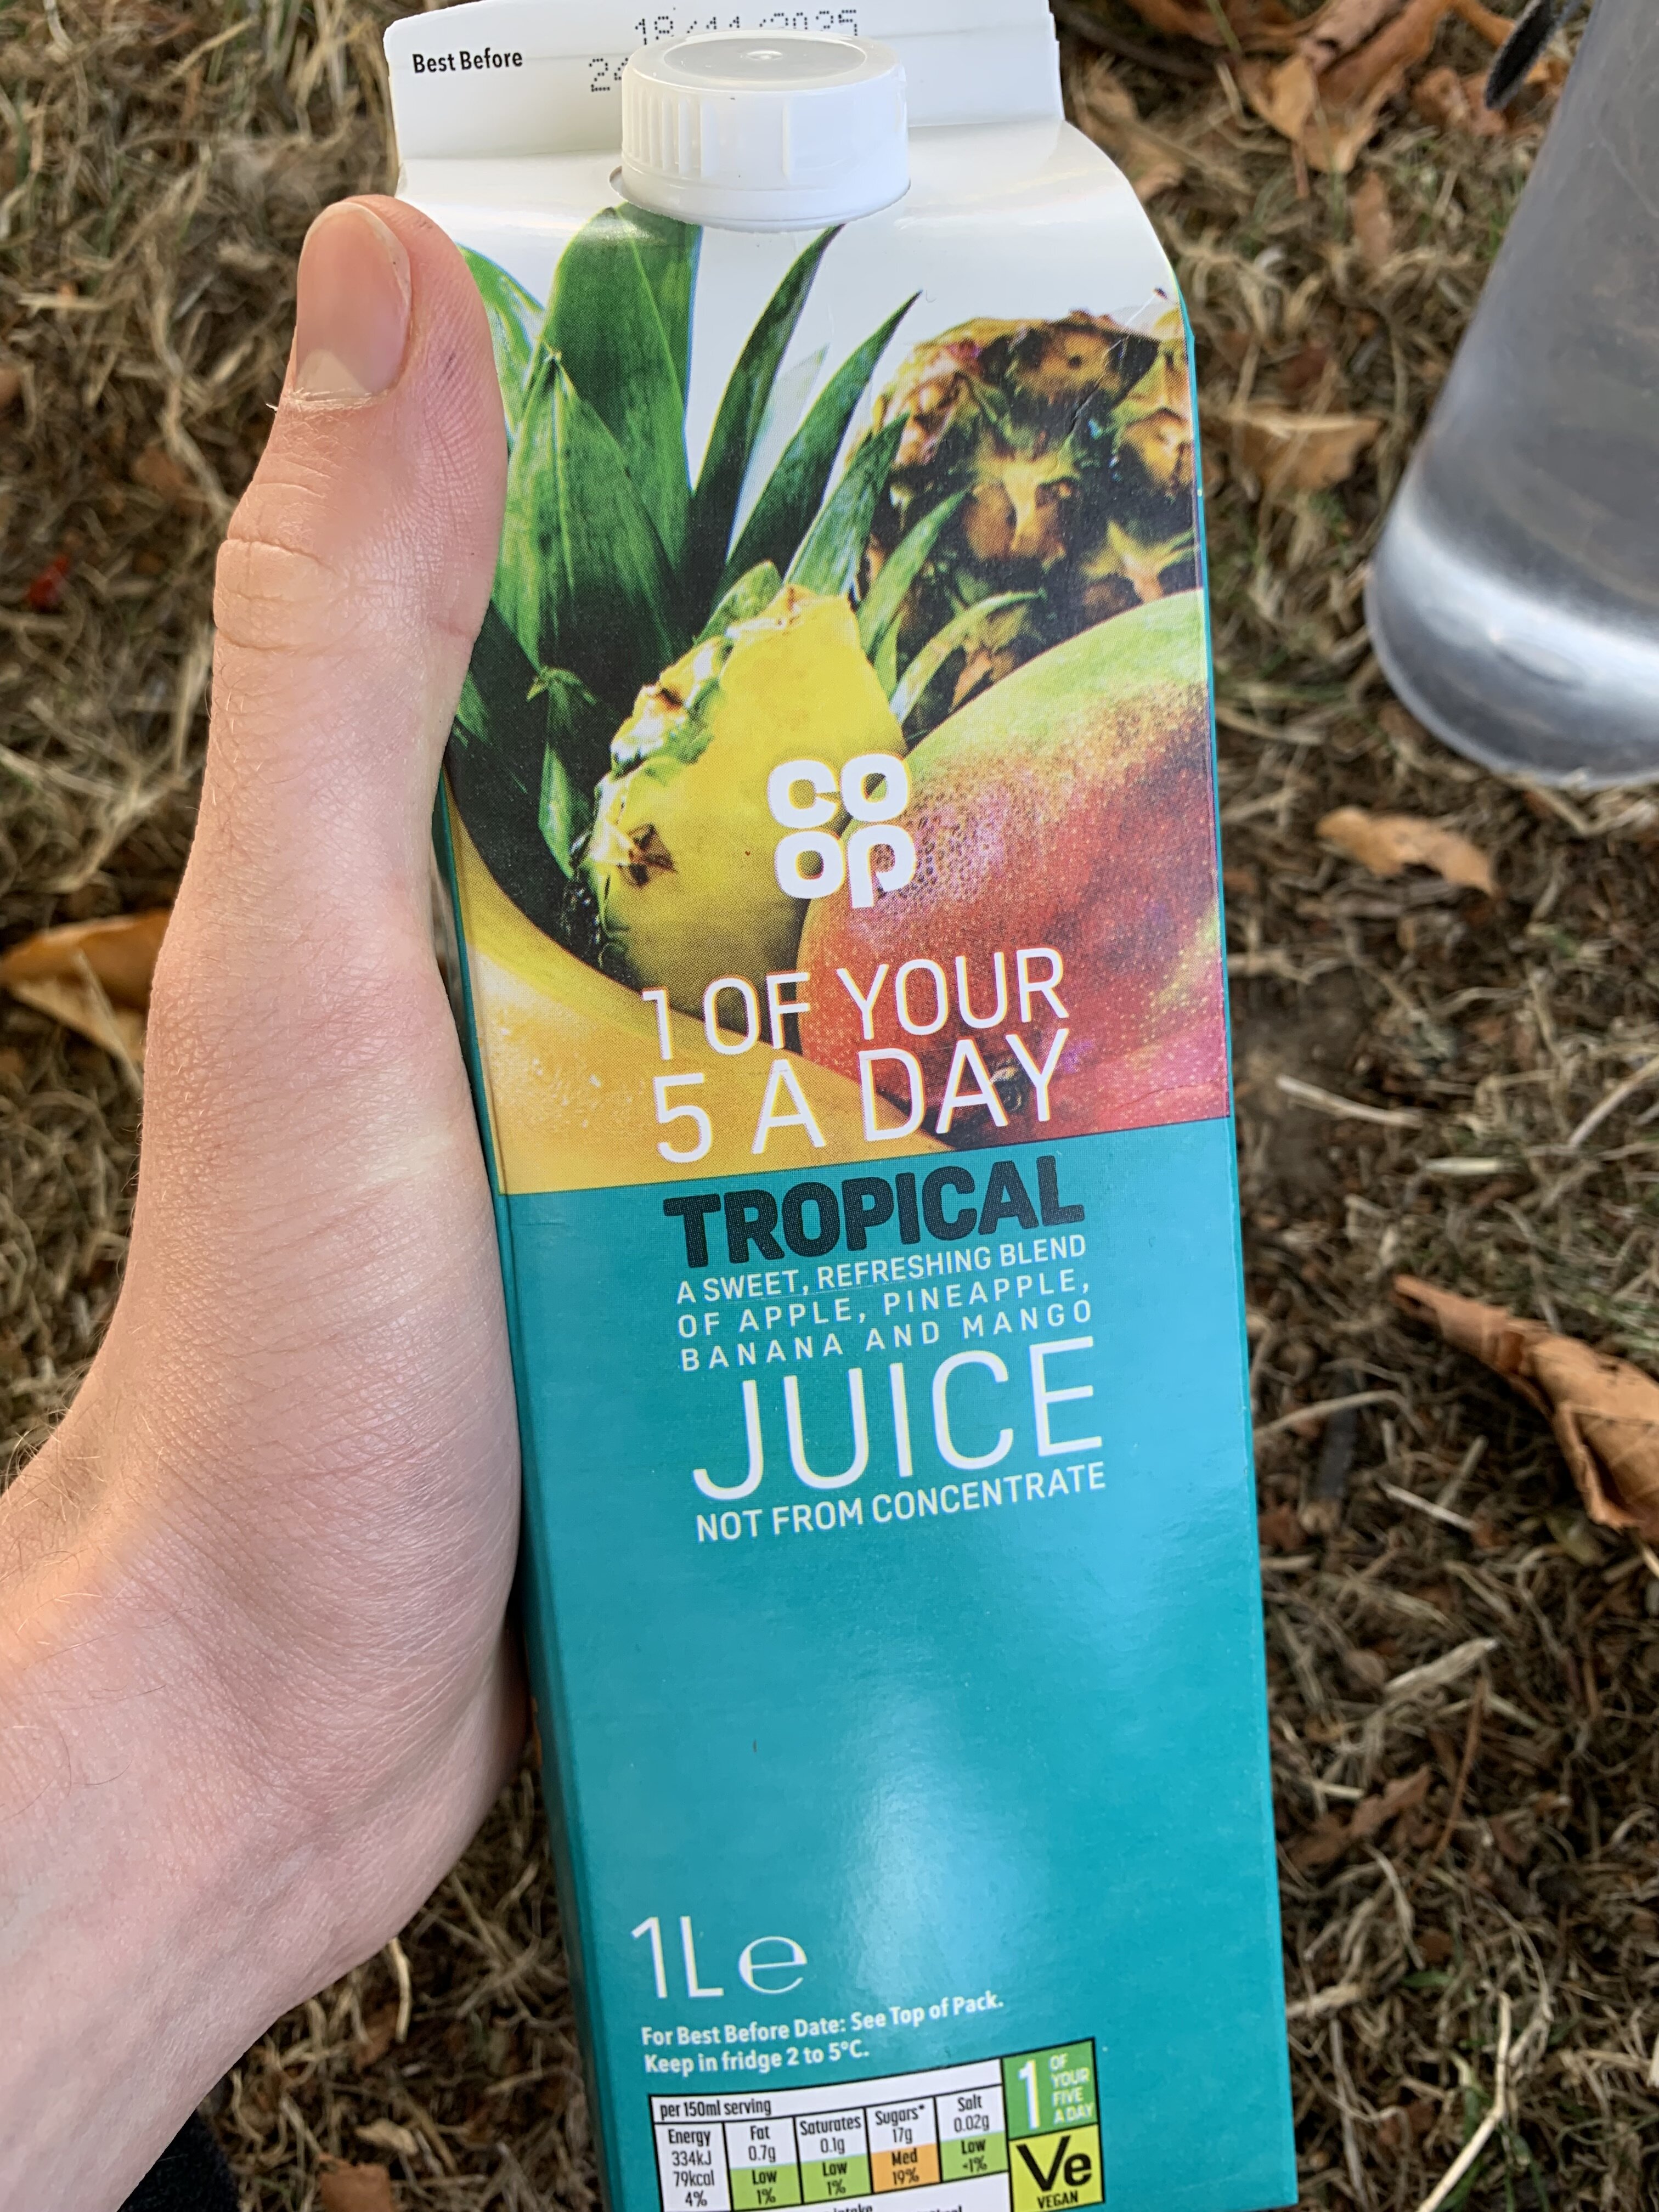 18/11/2025
Best Before
CO
OP
1 OF YOUR
5 A DAY
TROPICAL
A SWEET, REFRESHING BLEND
OF APPLE, PINEAPPLE,
BANANA AND MANGO
JUICE
NOT FROM CONCENTRATE
1L e
For Best Before Date: See Top of Pack.
Keep in fridge 2 to 5°C.
per 150ml serving
Energy
334kJ
79kcal
4%
Fat
0.7g
Low
1%
Saturates
0.1g
Low
1%
Sugars*
17g
Med
19%
Salt
0.02g
Low
<1%
1 OF
YOUR
FIVE
A DAY
Ve
VEGAN